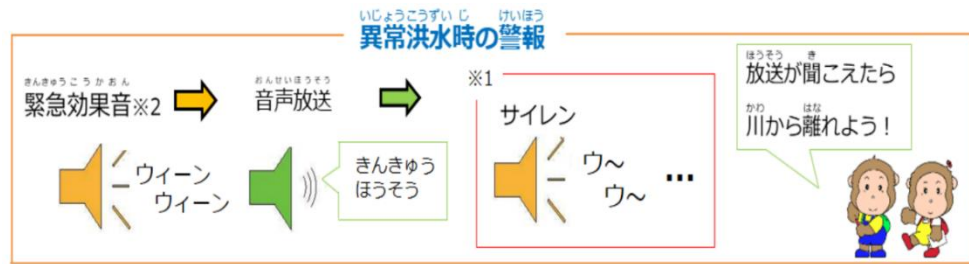 いじょうこうずいじ けいほう
異常洪水時の警報
きんきゅうこうかおん
緊急効果音※2
おんせいほうそう
音声放送
※1
サイレン
ほうそう き
放送が聞こえたら
かわ はな
川から離れよう！
ウィーン
ウィーン
きんきゅう
ほうそう
ウ～
ウ～
…